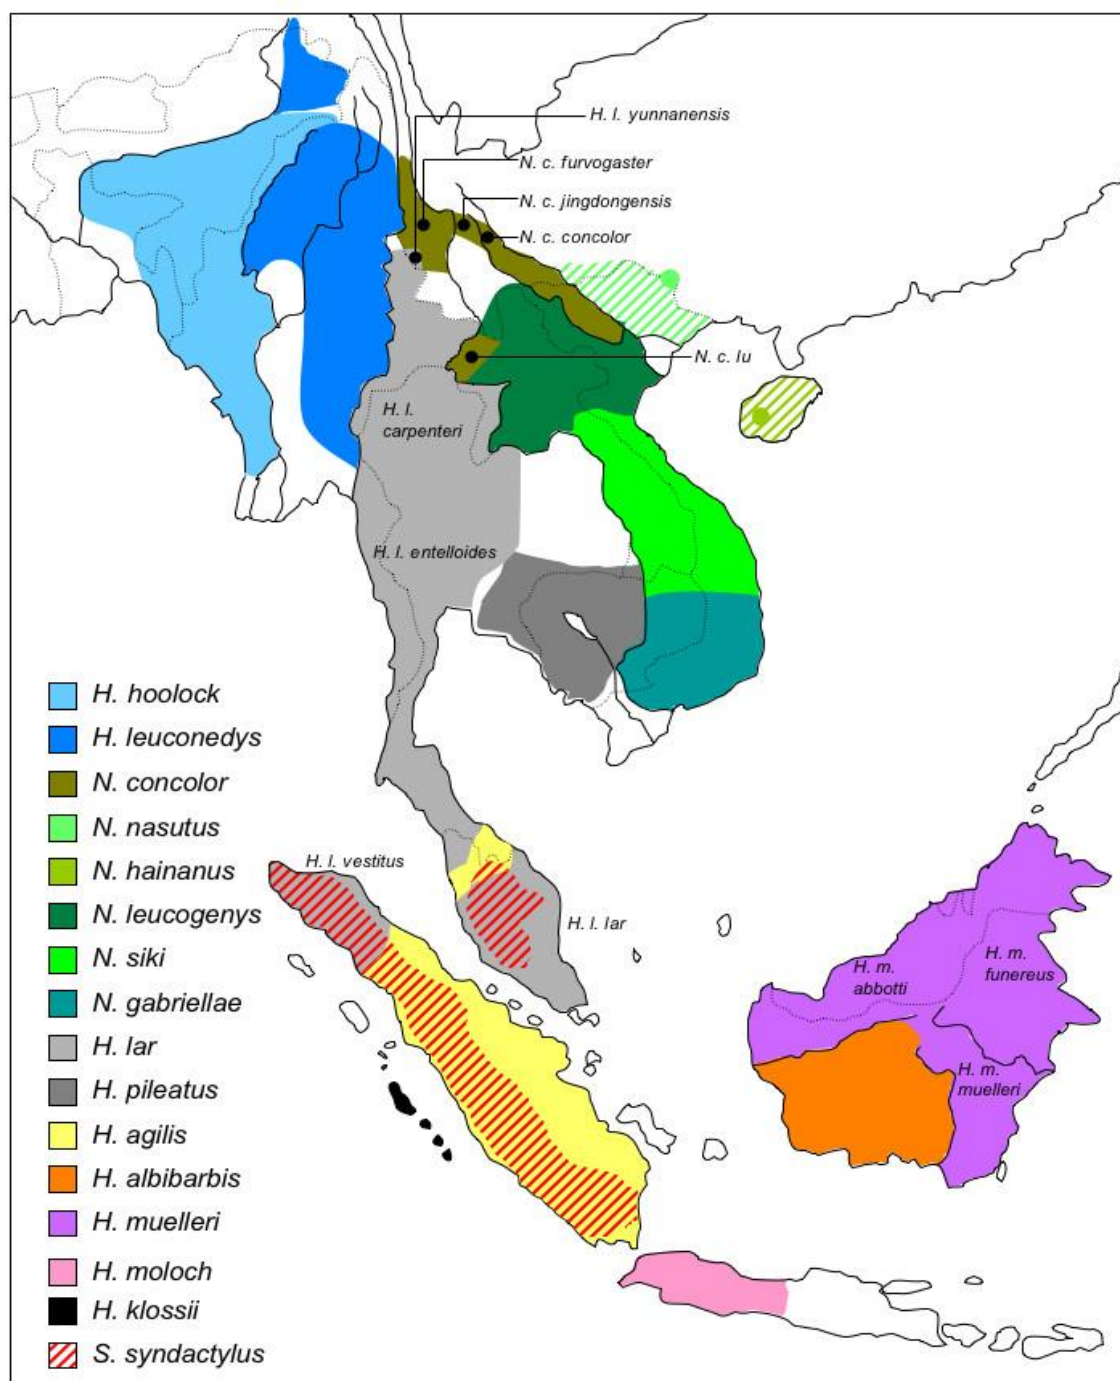 H. l. yunnanensis
N. c. furvogaster
N. c. jingdongensis
N. c. concolor
N. c. lu
H. l.
carpenteri
H. l. entelloides
H. hoolock
H. leuconedys
N. concolor
N. nasutus
N. hainanus
N. leucogenys
N. siki
N. gabriellae
H. lar
H. pileatus
H. agilis
H. albibarbis
H. muelleri
H. moloch
H. klossii
S. syndactylus
H. l. vestitus
H. l. lar
H. m.
abbotti
H. m.
funereus
H. m.
muelleri